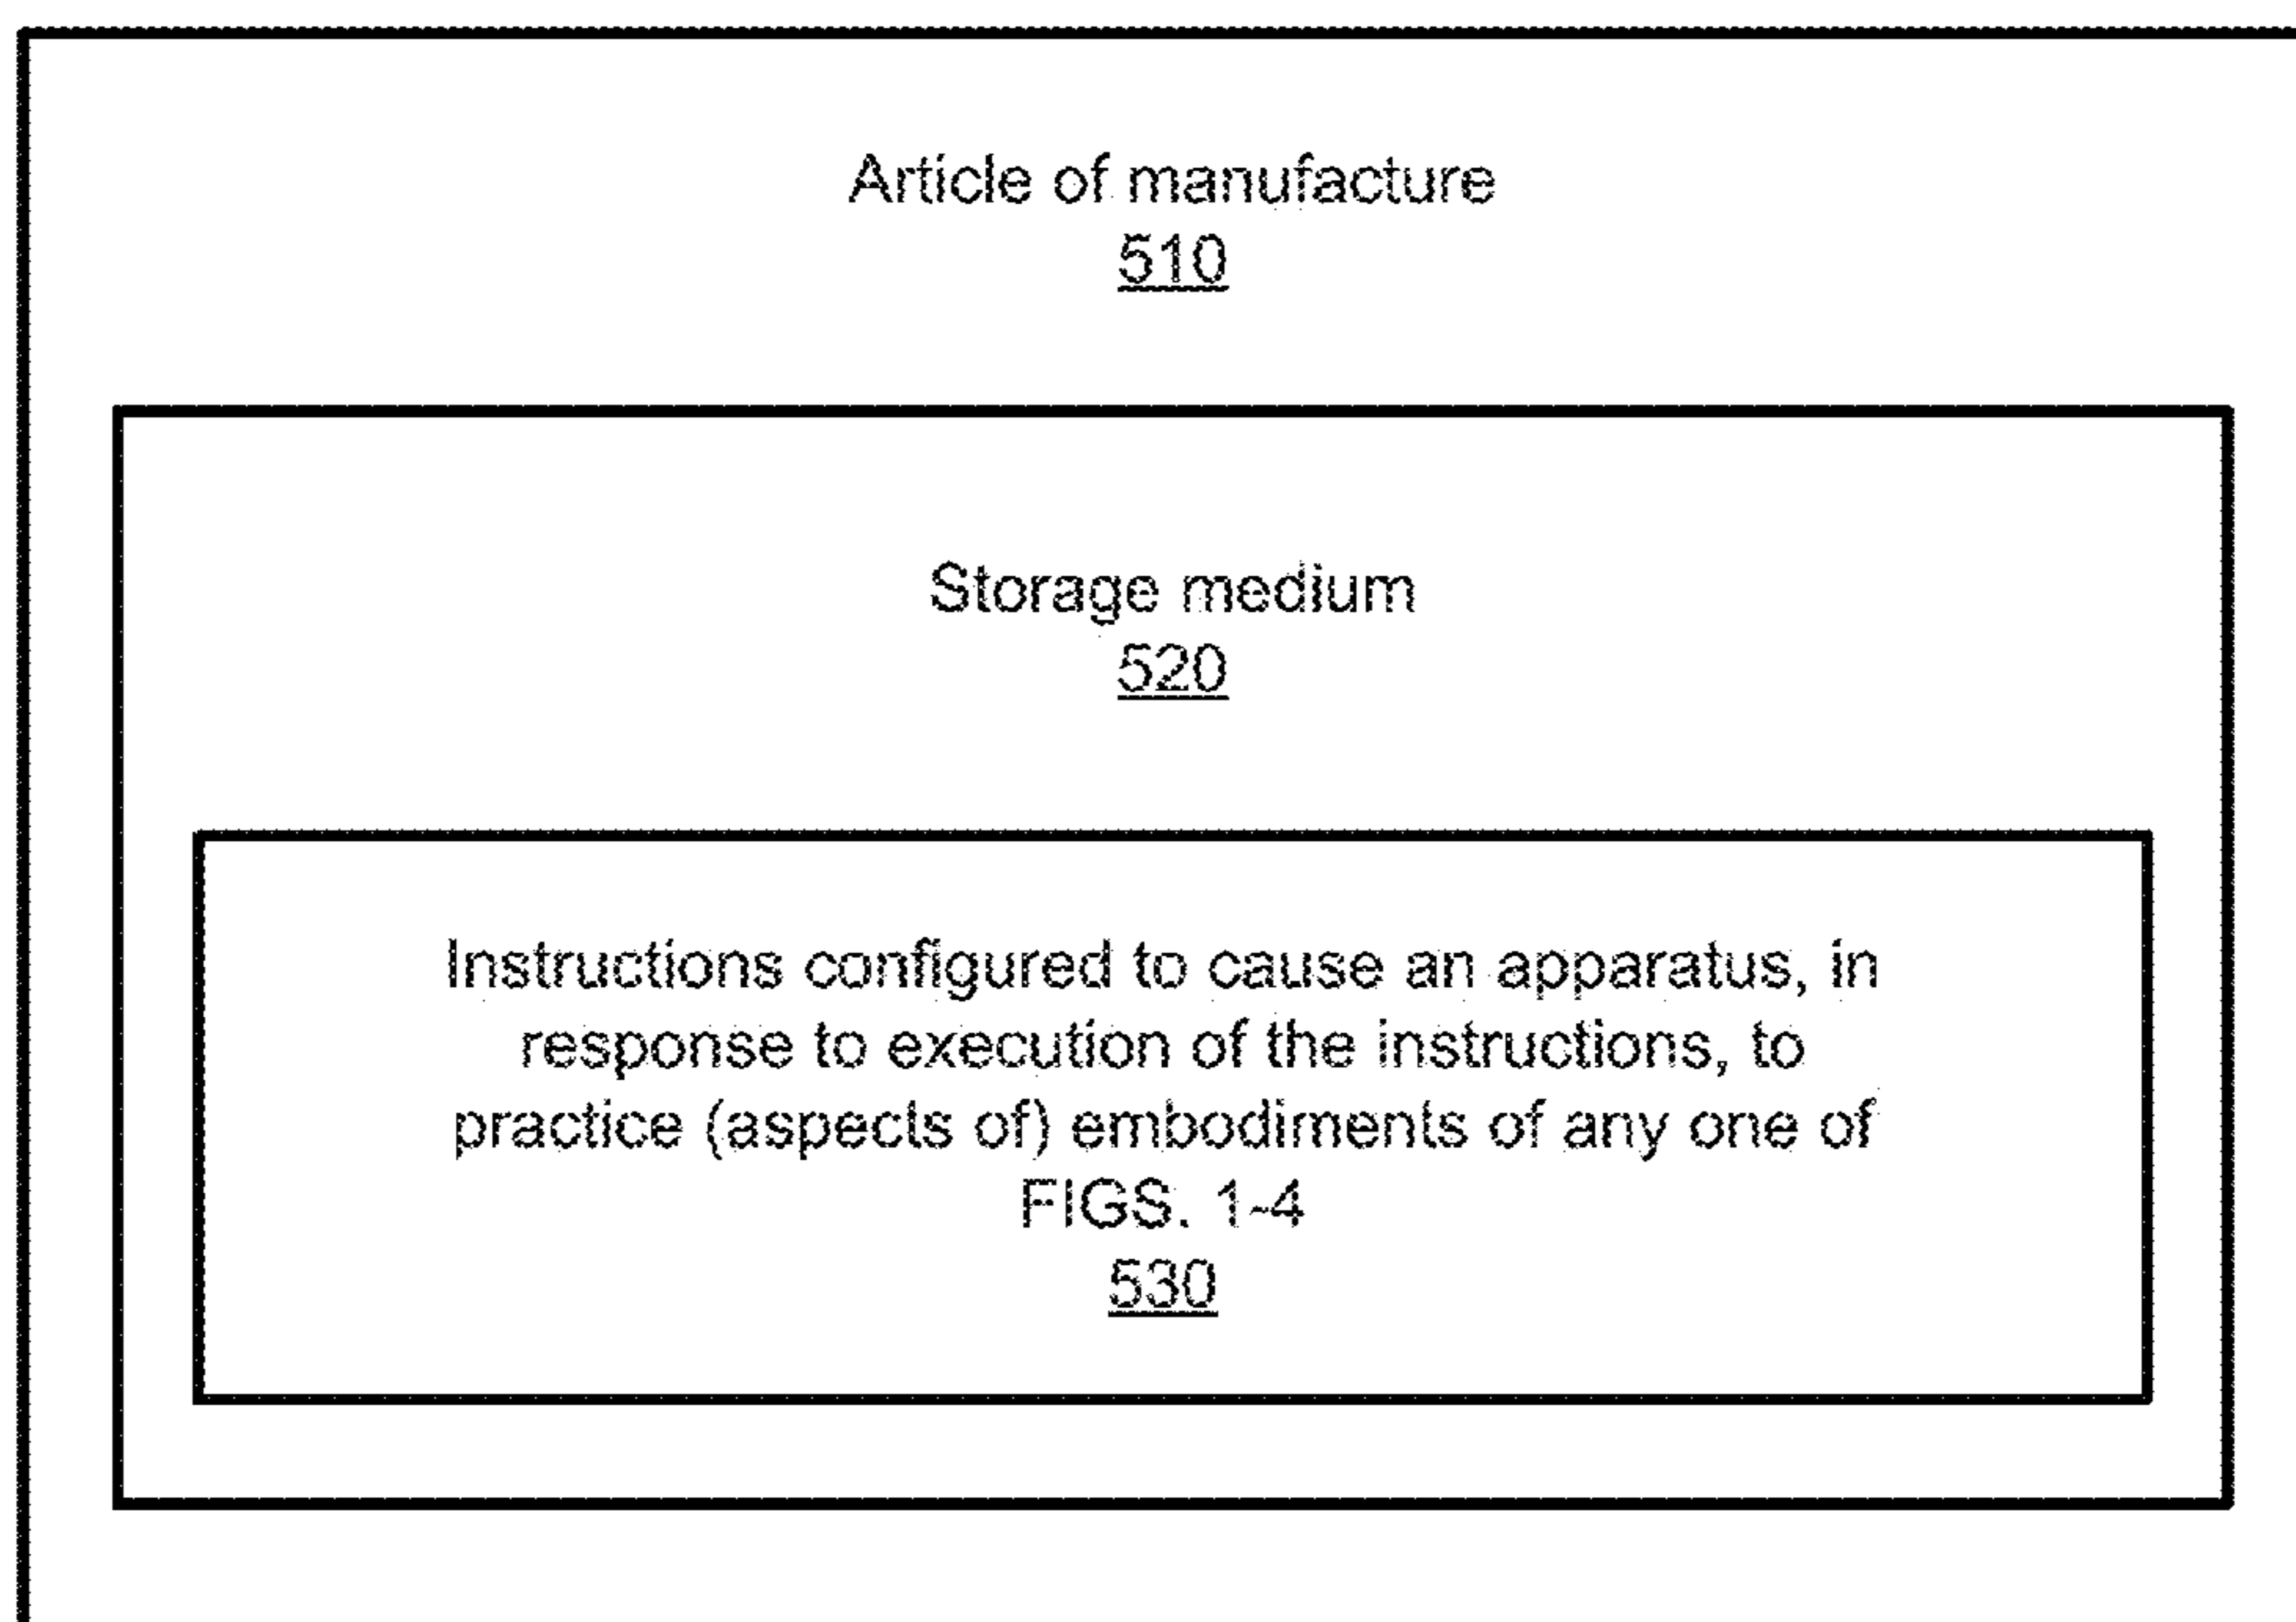 Article of manufacture
510
Storage medium
520
Instructions configured to cause an apparatus, in
response to execution of the instructions, to
practice (aspects of) embodiments of any one of
FIGS. 1-4
530